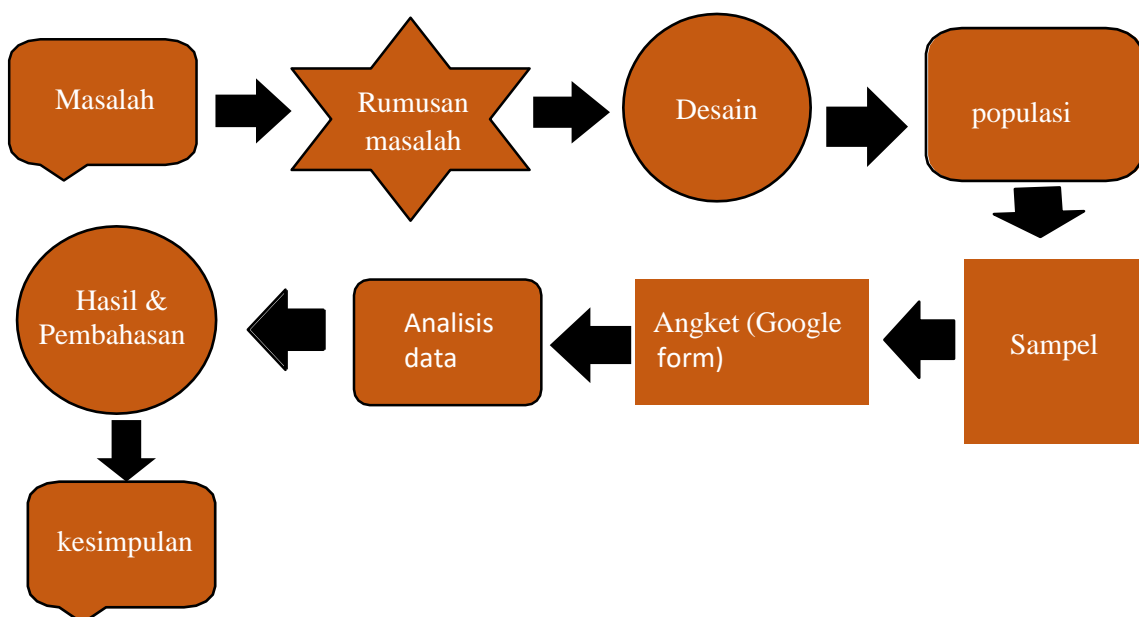 Masalah
Rumusan
masalah
Desain
populasi
Sampel
Angket (Google
form)
Analisis
data
Hasil &
Pembahasan
kesimpulan